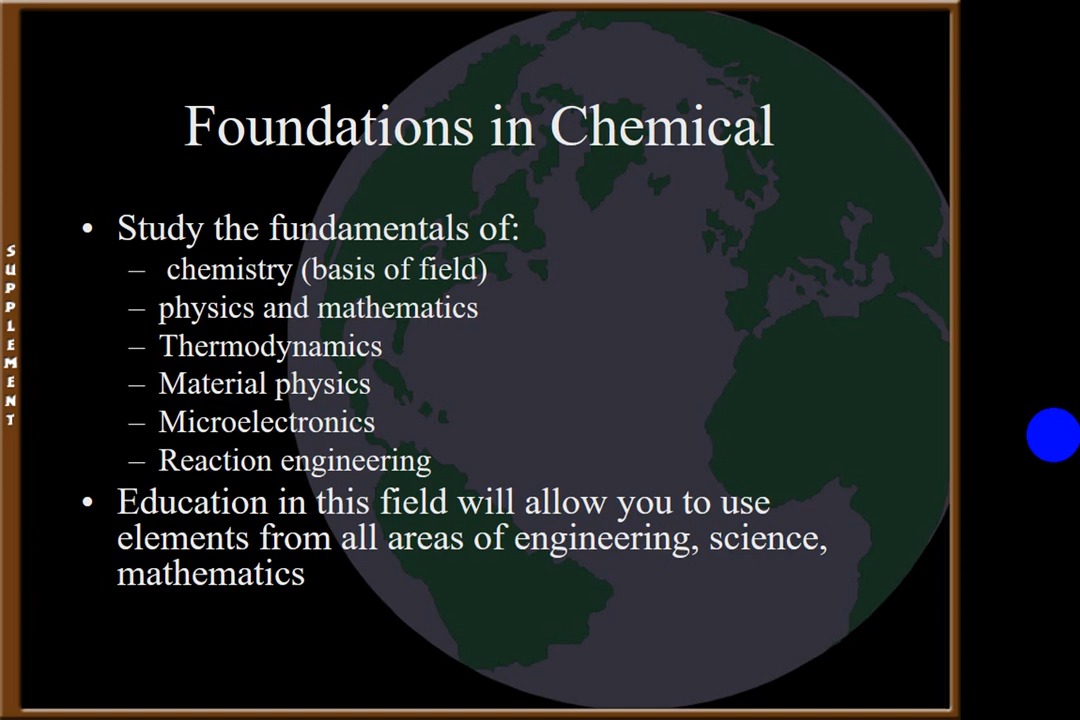 Foundations in Chemical
• Study the fundamentals of:
– chemistry (basis of field)
– physics and mathematics
– Thermodynamics
– Material physics
– Microelectronics
– Reaction engineering
• Education in this field will allow you to use
elements from all areas of engineering, science,
mathematics
SUPPLEMENT